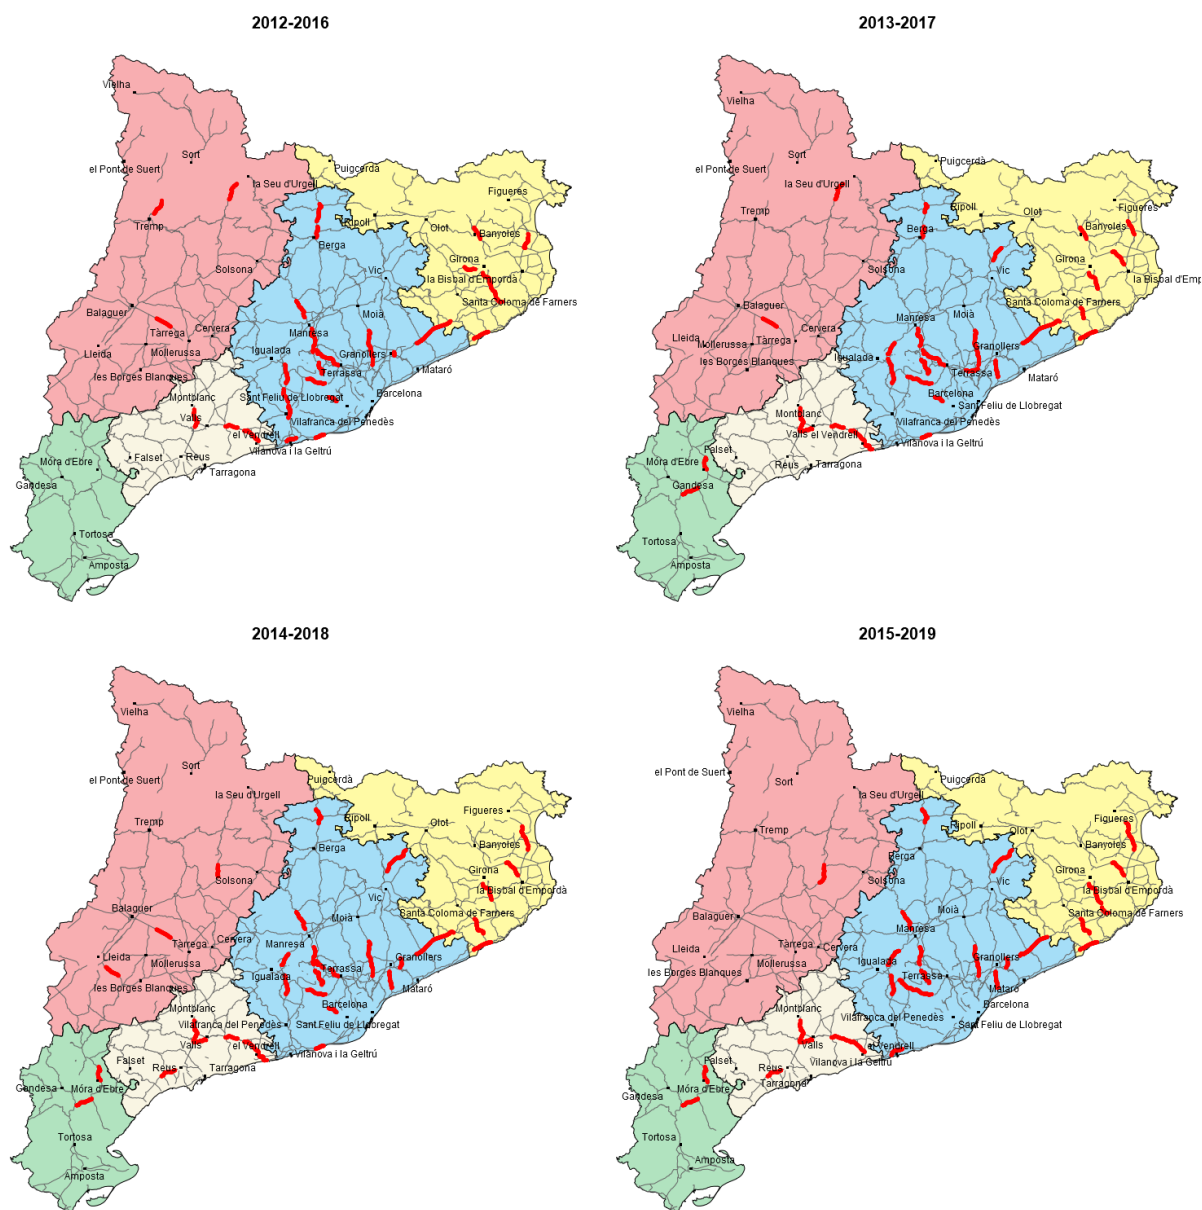 2012-2016
Vielha
Sort
el Pont de Suert
la Seu d'Urgell
Puigcerdà
Figueres
Tremp
Ripoll
Olot
Banyoles
Berga
Solsona
Vic
Girona
la Bisbal d'Empordà
Balaguer
Santa Coloma de Farners
Moià
Manresa
Tàrrega
Cervera
Lleida
Mollerussa
Igualada
Granollers
les Borges Blanques
Terrassa
Mataró
Montblanc
Sant Feliu de Llobregat
Barcelona
Valls
Vilafranca del Penedès
el Vendrell
Vilanova i la Geltrú
Móra d'Ebre
Falset
Reus
Tarragona
Gandesa
Tortosa
Amposta
2013-2017
Vielha
Sort
el Pont de Suert
la Seu d'Urgell
Puigcerdà
Figueres
Tremp
Ripoll
Olot
Banyoles
Berga
Solsona
Vic
Girona
la Bisbal d'Emp
Balaguer
Santa Coloma de Farners
Moià
Manresa
Lleida
Mollerussa
Tàrrega
Cervera
Igualada
Granollers
les Borges Blanques
Terrassa
Mataró
Barcelona
Sant Feliu de Llobregat
Montblanc
Vilafranca del Penedès
Valls
el Vendrell
Vilanova i la Geltrú
Falset
Móra d'Ebre
Reus
Tarragona
Gandesa
Tortosa
Amposta
2014-2018
Vielha
Sort
el Pont de Suert
la Seu d'Urgell
Puigcerdà
Figueres
Tremp
Ripoll
Olot
Banyoles
Berga
Solsona
Vic
Girona
la Bisbal d'Empordà
Balaguer
Santa Coloma de Farners
Moià
Manresa
Tàrrega
Cervera
Lleida
Mollerussa
Igualada
Terrassa
Granollers
les Borges Blanques
Mataró
Montblanc
Barcelona
Vilafranca del Penedès
Sant Feliu de Llobregat
Valls
el Vendrell
Vilanova i la Geltrú
Falset
Reus
Tarragona
Gandesa
Móra d'Ebre
Tortosa
Amposta
2015-2019
Vielha
Sort
el Pont de Suert
la Seu d'Urgell
Puigcerdà
Figueres
Tremp
Ripoll
Olot
Banyoles
Berga
Solsona
Vic
Girona
la Bisbal d'Empordà
Balaguer
Santa Coloma de Farners
Moià
Manresa
Tàrrega
Cervera
Lleida
Mollerussa
Igualada
Granollers
les Borges Blanques
Terrassa
Mataró
Barcelona
Montblanc
Vilafranca del Penedès
Sant Feliu de Llobregat
Valls
el Vendrell
Falset
Vilanova i la Geltrú
Reus
Tarragona
Móra d'Ebre
Gandesa
Tortosa
Amposta